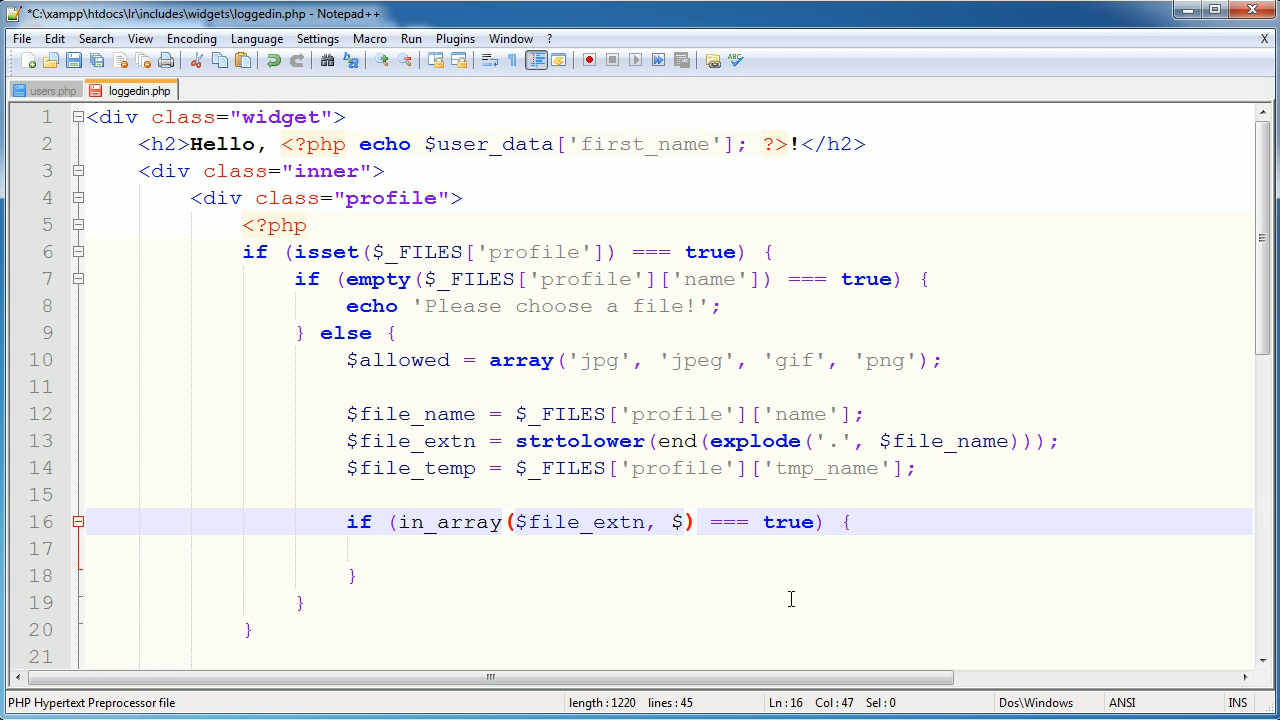 *C:\xampp\htdocs\lr\includes\widgets\loggedin.php - Notepad++
File Edit Search View Encoding Language Settings Macro Run Plugins Window ? X
users.php loggedin.php
1 <div class="widget">
2 <h2>Hello, <?php echo $user_data['first_name']; ?>!</h2>
3 <div class="inner">
4 <div class="profile">
5 <?php
6 if (isset($_FILES['profile']) === true) {
7 if (empty($_FILES['profile']['name']) === true) {
8 echo 'Please choose a file!';
9 } else {
10 $allowed = array('jpg', 'jpeg', 'gif', 'png');
11
12 $file_name = $_FILES['profile']['name'];
13 $file_extn = strtolower(end(explode('.', $file_name)));
14 $file_temp = $_FILES['profile']['tmp_name'];
15
16 if (in_array($file_extn, $) === true) {
17
18 }
19 }
20 }
21
PHP Hypertext Preprocessor file length : 1220 lines : 45 Ln : 16 Col : 47 Sel : 0 Dos\Windows ANSI INS